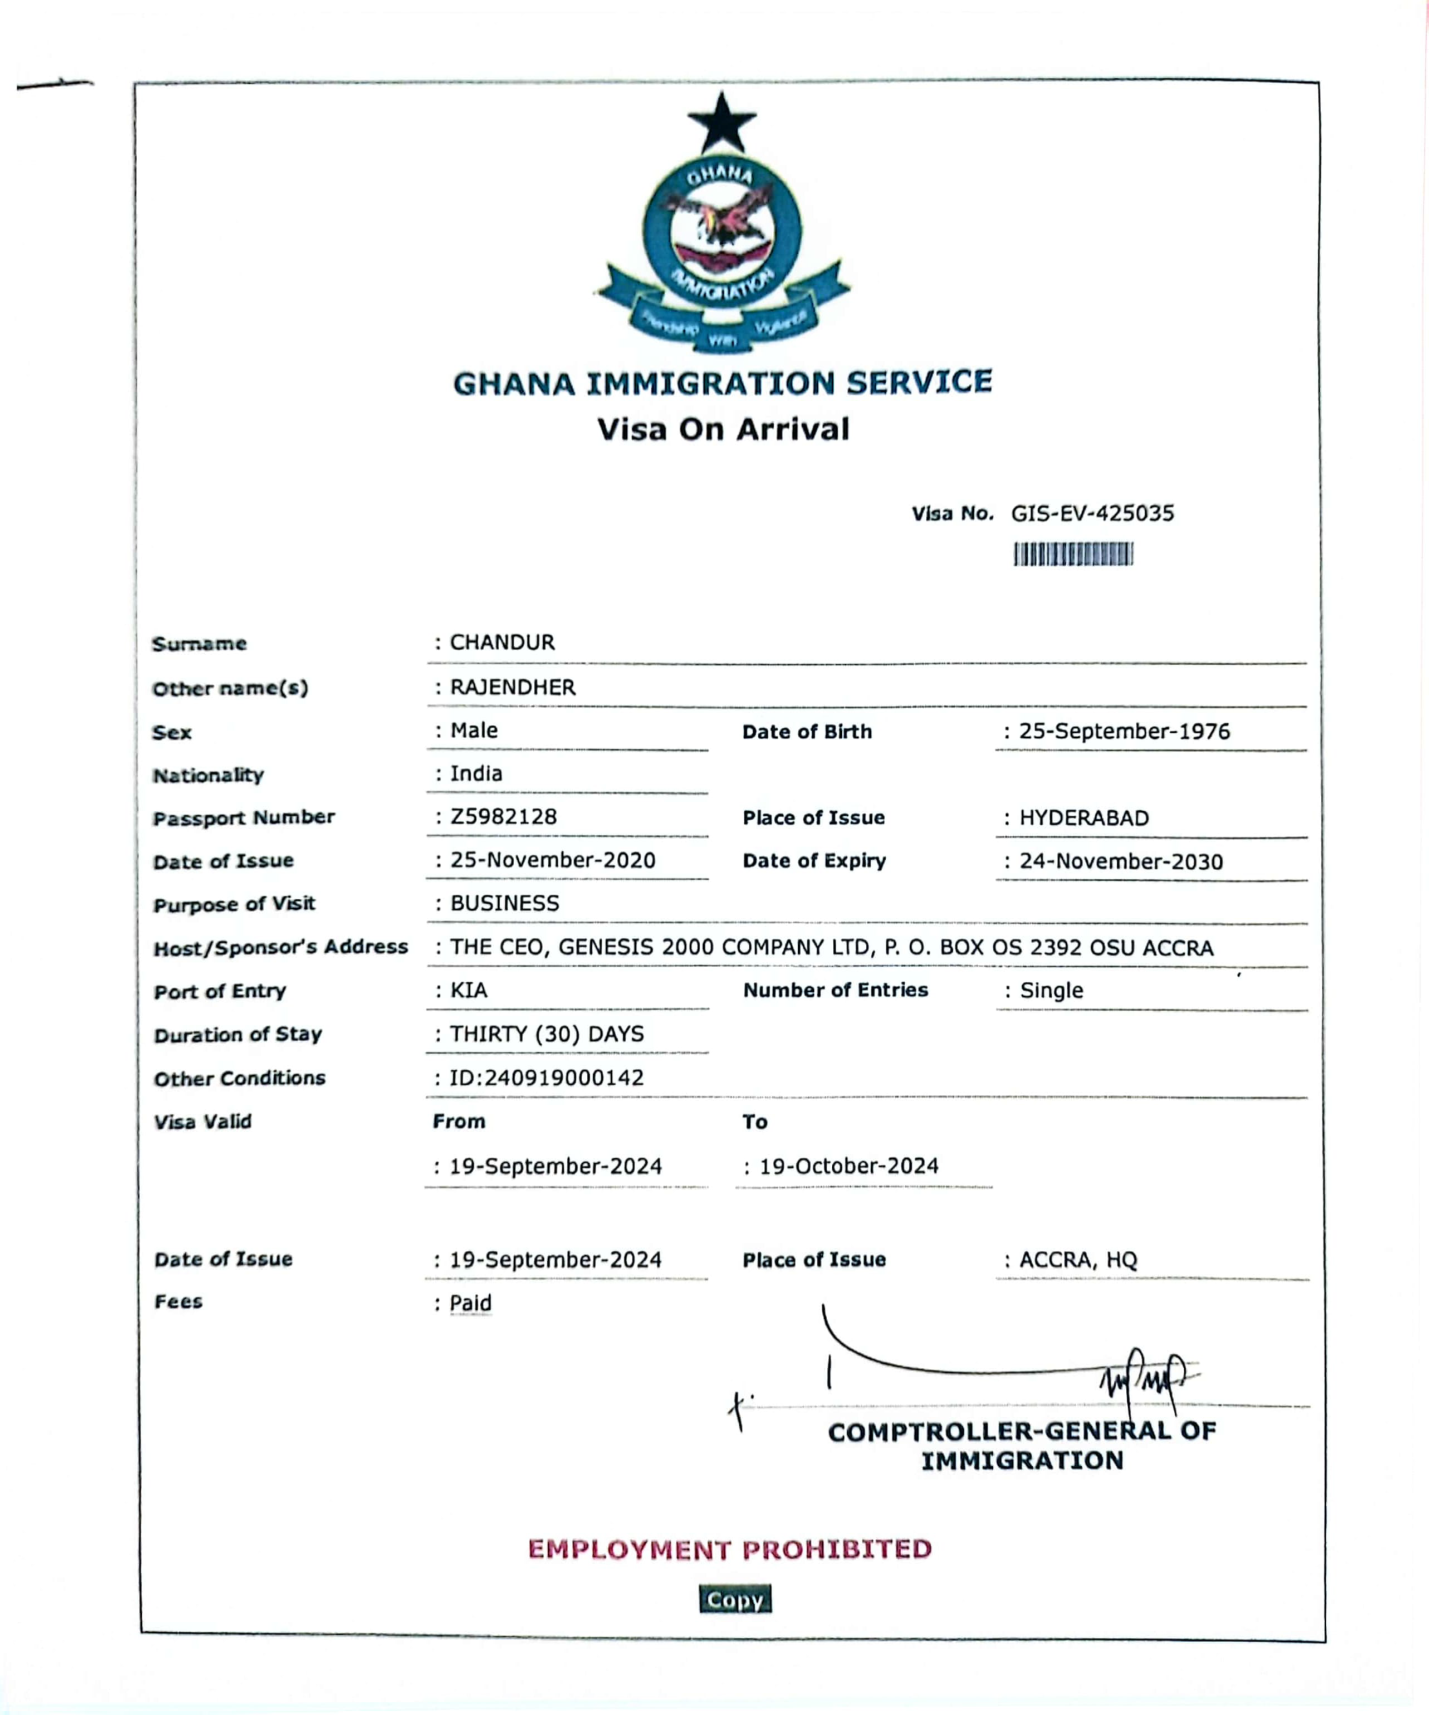 GHANA
IMMIGRATION
Friendship With Vigilance
GHANA IMMIGRATION SERVICE
Visa On Arrival
Visa No. GIS-EV-425035
Surname : CHANDUR
Other name(s) : RAJENDHER
Sex : Male Date of Birth : 25-September-1976
Nationality : India
Passport Number : Z5982128 Place of Issue : HYDERABAD
Date of Issue : 25-November-2020 Date of Expiry : 24-November-2030
Purpose of Visit : BUSINESS
Host/Sponsor's Address : THE CEO, GENESIS 2000 COMPANY LTD, P. O. BOX OS 2392 OSU ACCRA
Port of Entry : KIA Number of Entries : Single
Duration of Stay : THIRTY (30) DAYS
Other Conditions : ID:240919000142
Visa Valid From To
: 19-September-2024 : 19-October-2024
Date of Issue : 19-September-2024 Place of Issue : ACCRA, HQ
Fees : Paid
COMPTROLLER-GENERAL OF
IMMIGRATION
EMPLOYMENT PROHIBITED
Copy